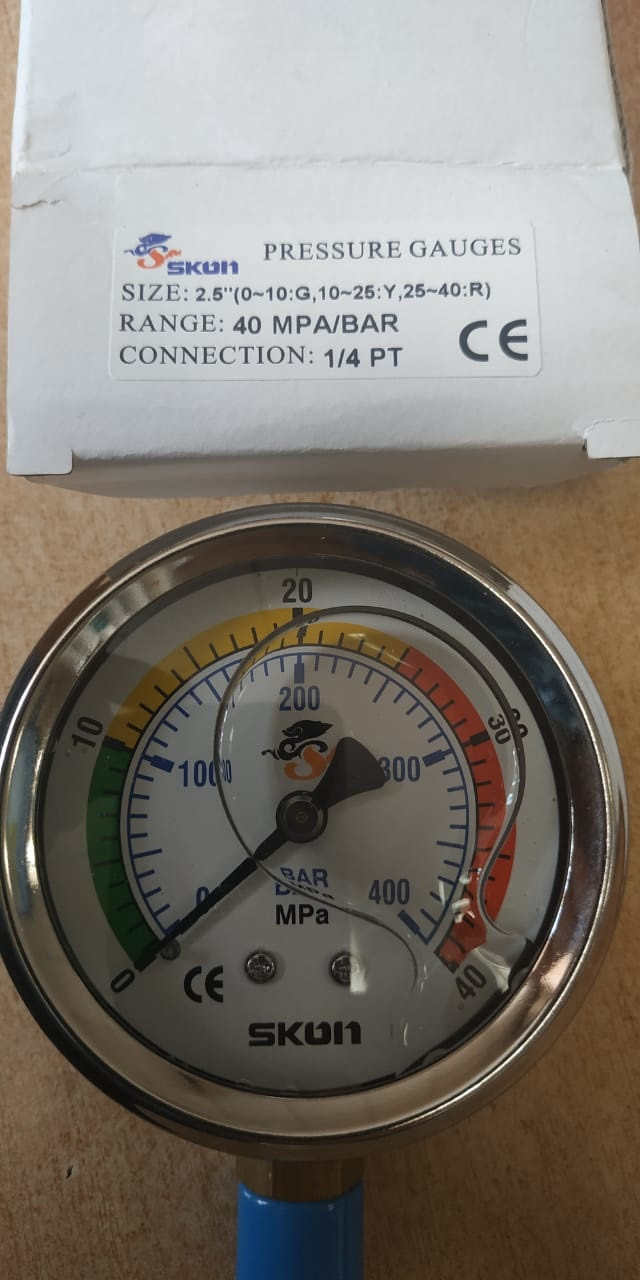 SKON PRESSURE GAUGES
SIZE: 2.5"(0~10:G,10~25:Y,25~40:R)
RANGE: 40 MPA/BAR
CONNECTION: 1/4 PT
CE
20
10
30
200
100
300
0
400
BAR
MPa
0
40
CE
SKON